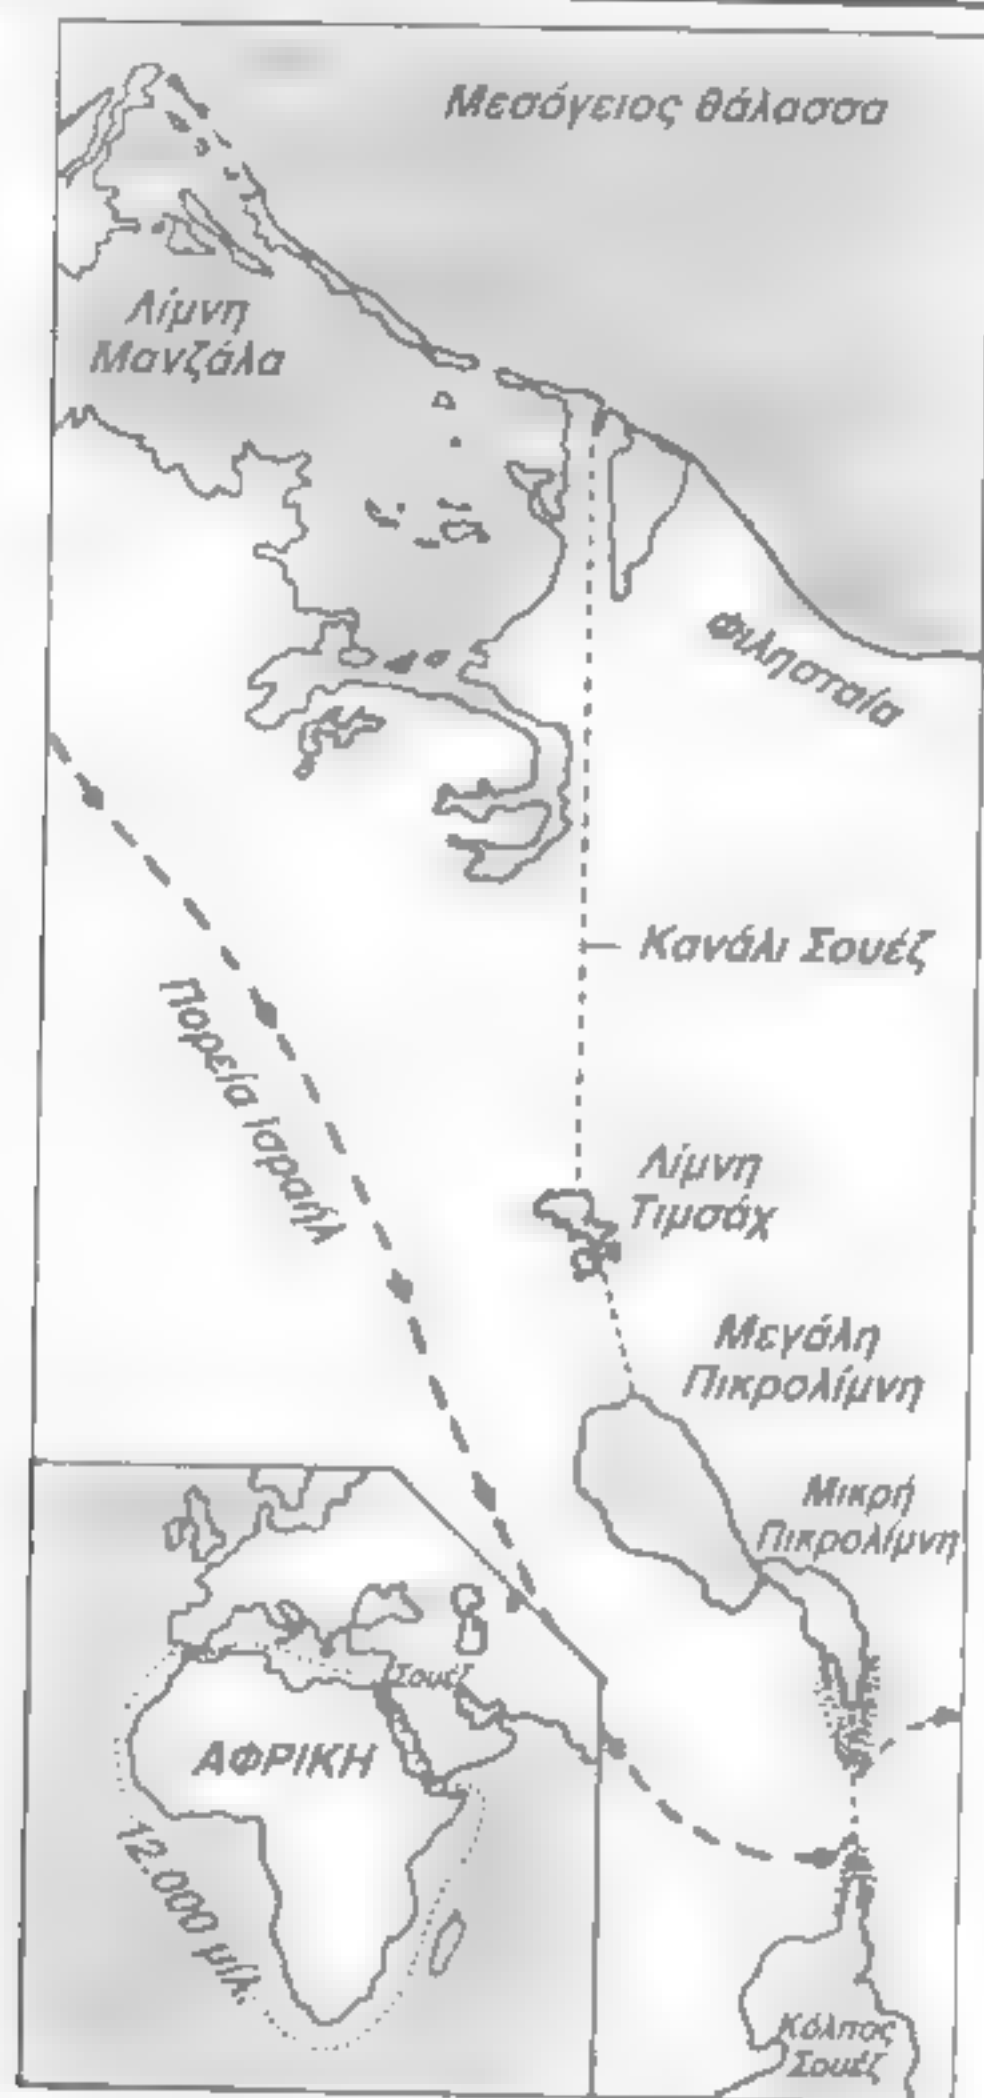 Μεσόγειος θάλασσα
Λίμνη
Μανζάλα
Φιλησταία
Κανάλι Σουέζ
Πορεία Ισραήλ
Λίμνη
Τιμσάχ
Μεγάλη
Πικρολίμνη
Μικρή
Πικρολίμνη
Σουέζ
ΑΦΡΙΚΗ
12.000 μίλ.
Κόλπος
Σουέζ